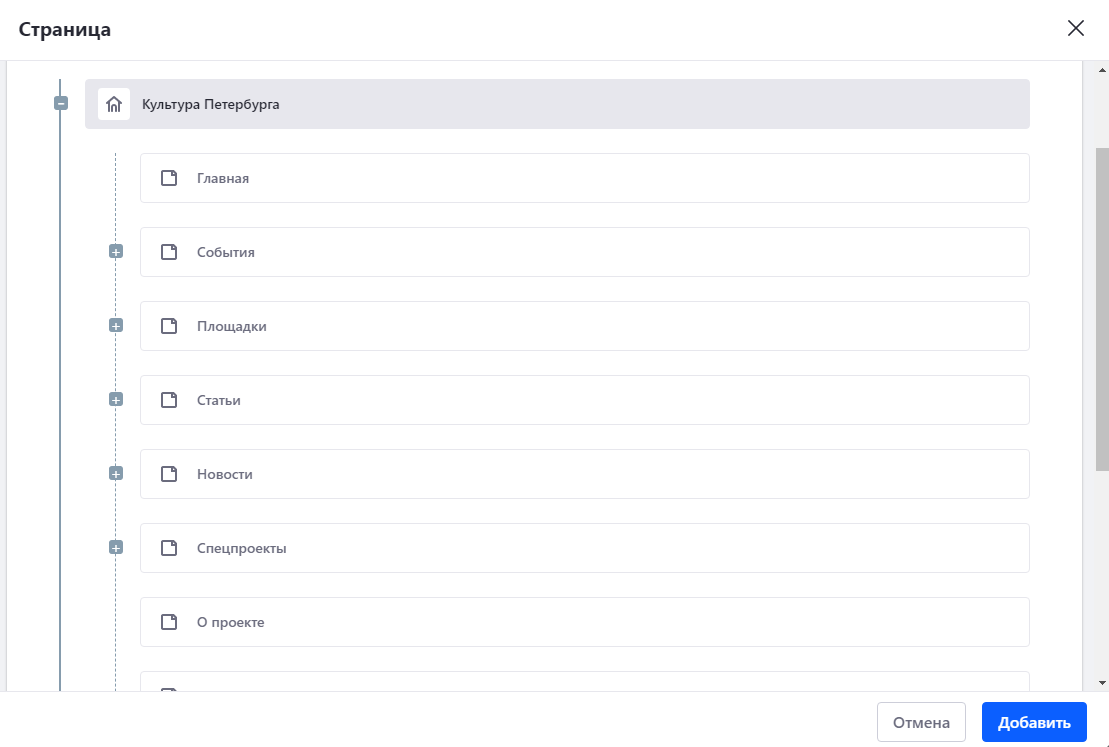 Страница
Культура Петербурга
Главная
События
Площадки
Статьи
Новости
Спецпроекты
О проекте
Отмена
Добавить